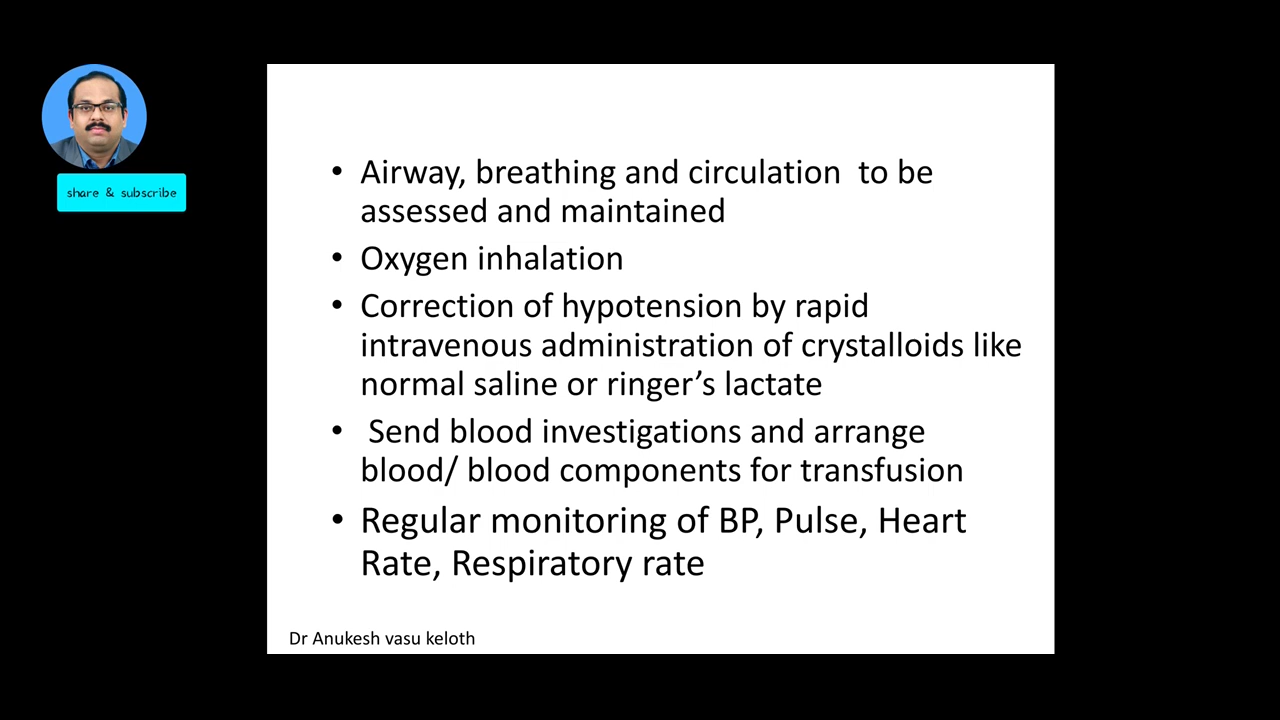 share & subscribe
• Airway, breathing and circulation  to be
assessed and maintained
• Oxygen inhalation
• Correction of hypotension by rapid
intravenous administration of crystalloids like
normal saline or ringer’s lactate
•  Send blood investigations and arrange
blood/ blood components for transfusion
• Regular monitoring of BP, Pulse, Heart
Rate, Respiratory rate
Dr Anukesh vasu keloth